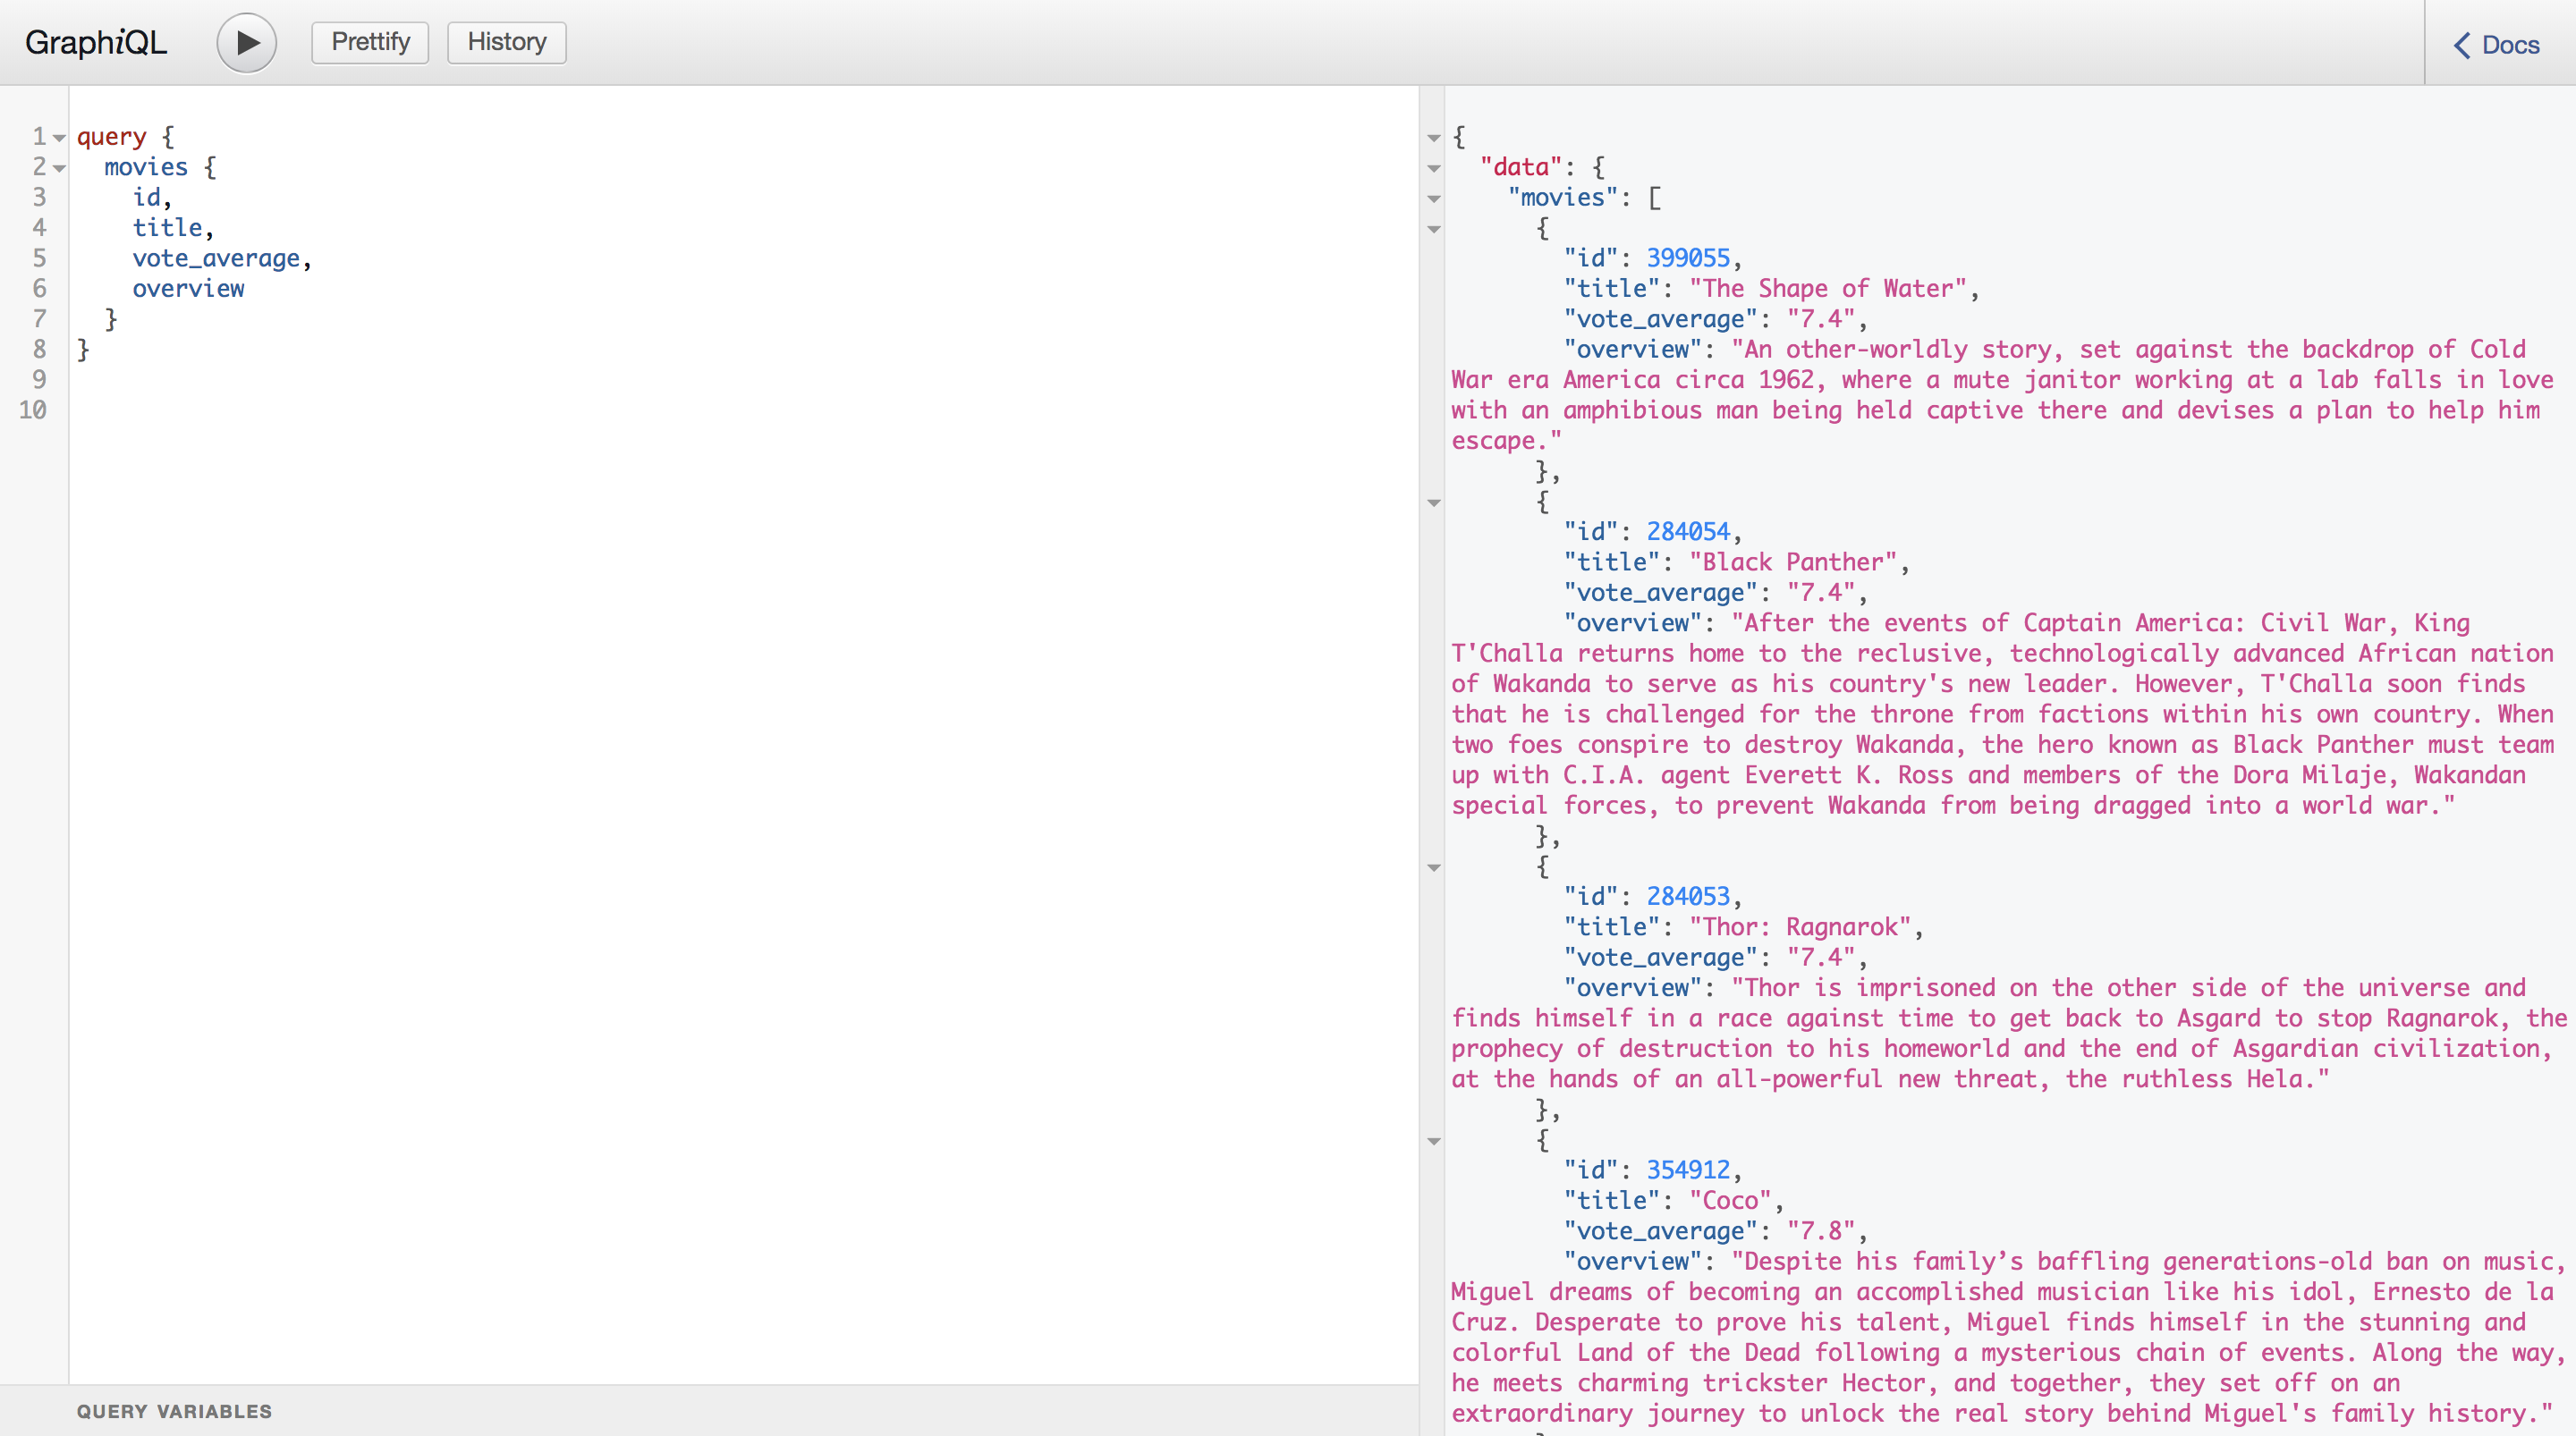 GraphiQL Prettify History Docs
1 query {
2 movies {
3 id,
4 title,
5 vote_average,
6 overview
7 }
8 }
9
10
QUERY VARIABLES
{
"data": {
"movies": [
{
"id": 399055,
"title": "The Shape of Water",
"vote_average": "7.4",
"overview": "An other-worldly story, set against the backdrop of Cold
War era America circa 1962, where a mute janitor working at a lab falls in love
with an amphibious man being held captive there and devises a plan to help him
escape."
},
{
"id": 284054,
"title": "Black Panther",
"vote_average": "7.4",
"overview": "After the events of Captain America: Civil War, King
T'Challa returns home to the reclusive, technologically advanced African nation
of Wakanda to serve as his country's new leader. However, T'Challa soon finds
that he is challenged for the throne from factions within his own country. When
two foes conspire to destroy Wakanda, the hero known as Black Panther must team
up with C.I.A. agent Everett K. Ross and members of the Dora Milaje, Wakandan
special forces, to prevent Wakanda from being dragged into a world war."
},
{
"id": 284053,
"title": "Thor: Ragnarok",
"vote_average": "7.4",
"overview": "Thor is imprisoned on the other side of the universe and
finds himself in a race against time to get back to Asgard to stop Ragnarok, the
prophecy of destruction to his homeworld and the end of Asgardian civilization,
at the hands of an all-powerful new threat, the ruthless Hela."
},
{
"id": 354912,
"title": "Coco",
"vote_average": "7.8",
"overview": "Despite his family’s baffling generations-old ban on music,
Miguel dreams of becoming an accomplished musician like his idol, Ernesto de la
Cruz. Desperate to prove his talent, Miguel finds himself in the stunning and
colorful Land of the Dead following a mysterious chain of events. Along the way,
he meets charming trickster Hector, and together, they set off on an
extraordinary journey to unlock the real story behind Miguel's family history."